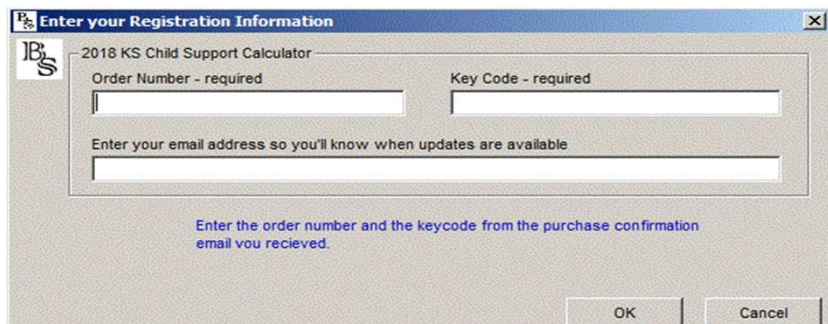 Enter your Registration Information
BS
2018 KS Child Support Calculator
Order Number - required
Key Code - required
Enter your email address so you'll know when updates are available
Enter the order number and the keycode from the purchase confirmation
email you recieved.
OK
Cancel